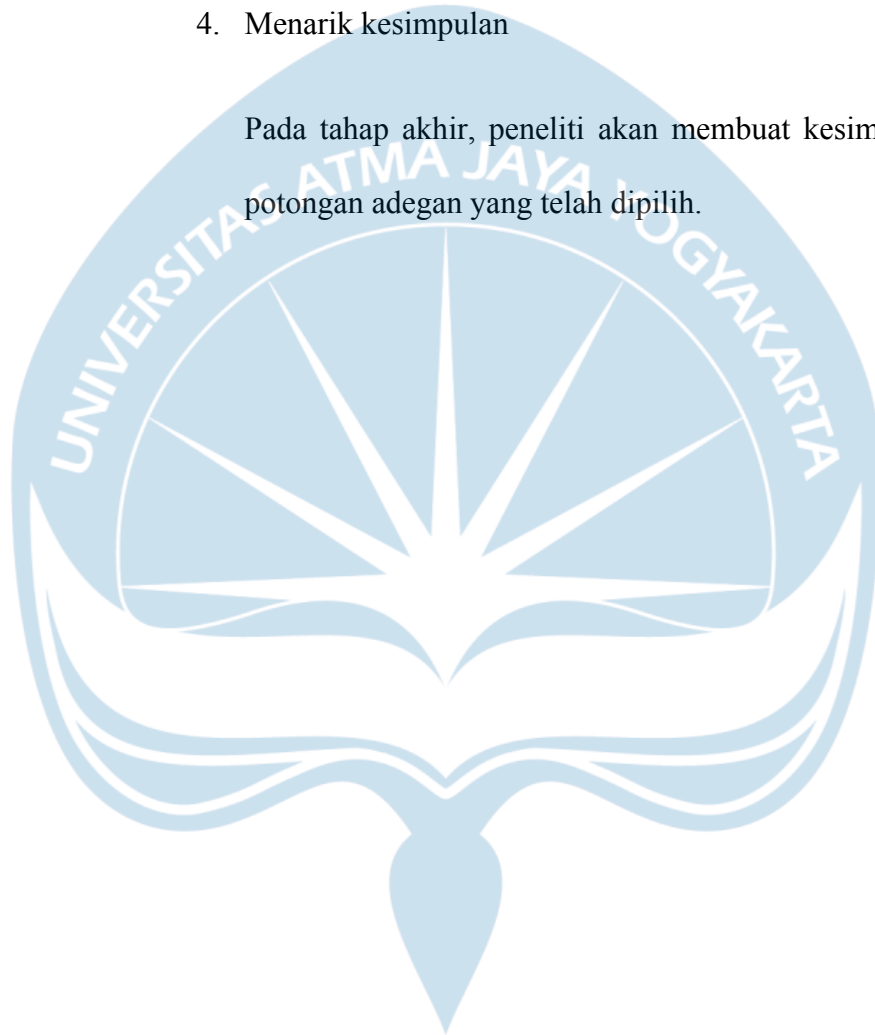 4. Menarik kesimpulan
Pada tahap akhir, peneliti akan membuat kesim
potongan adegan yang telah dipilih.
UNIVERSITAS ATMA JAYA YOGYAKARTA